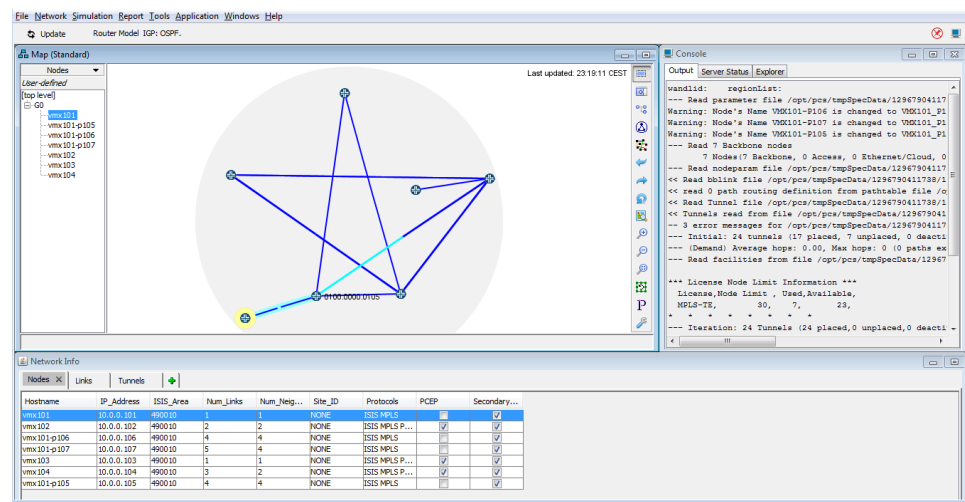 File Network Simulation Report Tools Application Windows Help
Update Router Model IGP: OSPF.
Map (Standard)
Nodes
User-defined
[top level]
G0
vmx101
vmx101-p105
vmx101-p106
vmx101-p107
vmx102
vmx103
vmx104
Last updated: 23:19:11 CEST
0100.0000.0105
P
Console
Output Server Status Explorer
wandlid: regionList:
--- Read parameter file /opt/pcs/tmpSpecData/12967904117
Warning: Node's Name VMX101-P106 is changed to VMX101_P1
Warning: Node's Name VMX101-P107 is changed to VMX101_P1
Warning: Node's Name VMX101-P105 is changed to VMX101_P1
--- Read 7 Backbone nodes
7 Nodes(7 Backbone, 0 Access, 0 Ethernet/Cloud, 0
--- Read nodeparam file /opt/pcs/tmpSpecData/1296790417
<< Read bblink file /opt/pcs/tmpSpecData/1296790411738/1
<< read 0 path routing definition from pathtable file /o
<< Read Tunnel file /opt/pcs/tmpSpecData/1296790411738/1
<< Tunnels read from file /opt/pcs/tmpSpecData/129679041
-- 3 error messages for /opt/pcs/tmpSpecData/1296790417
--- Initial: 24 tunnels (17 placed, 7 unplaced, 0 deacti
--- (Demand) Average hops: 0.00, Max hops: 0 (0 paths ex
--- Read facilities from file /opt/pcs/tmpSpecData/12967
*** License Node Limit Information ***
License,Node Limit , Used,Available,
MPLS-TE, 30, 7, 23,
* * * * * * * *
--- Iteration: 24 Tunnels (24 placed,0 unplaced,0 deacti
Network Info
Nodes Links Tunnels
Hostname IP_Address ISIS_Area Num_Links Num_Neig... Site_ID Protocols PCEP Secondary...
vmx101 10.0.0.101 490010 1 1 NONE ISIS MPLS
vmx102 10.0.0.102 490010 2 2 NONE ISIS MPLS P...
vmx101-p106 10.0.0.106 490010 4 4 NONE ISIS MPLS
vmx101-p107 10.0.0.107 490010 5 4 NONE ISIS MPLS
vmx103 10.0.0.103 490010 1 1 NONE ISIS MPLS P...
vmx104 10.0.0.104 490010 3 2 NONE ISIS MPLS P...
vmx101-p105 10.0.0.105 490010 4 4 NONE ISIS MPLS